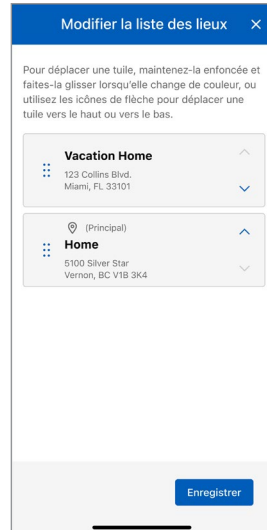 Modifier la liste des lieux
Pour déplacer une tuile, maintenez-la enfoncée et
faites-la glisser lorsqu'elle change de couleur, ou
utilisez les icônes de flèche pour déplacer une
tuile vers le haut ou vers le bas.
Vacation Home
123 Collins Blvd.
Miami, FL 33101
(Principal)
Home
5100 Silver Star
Vernon, BC V1B 3K4
Enregistrer